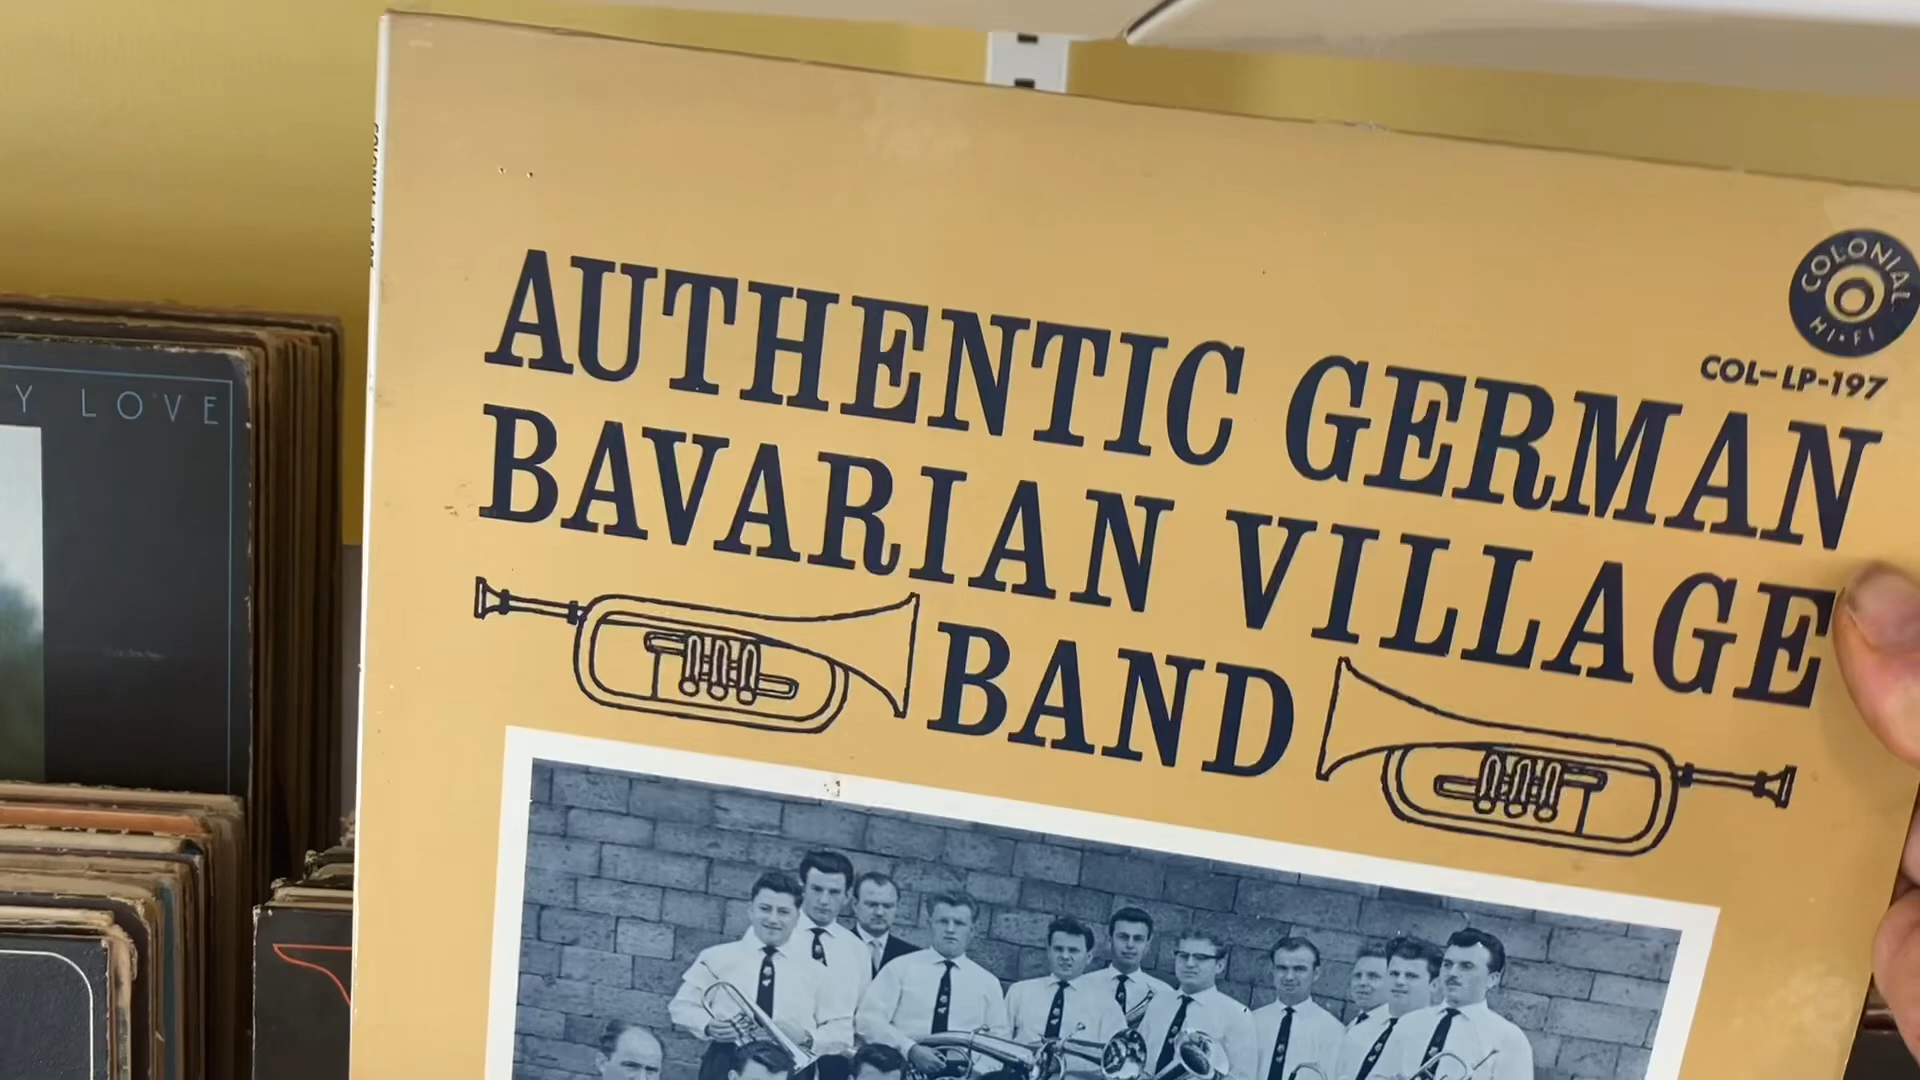 COLONIAL
HI•FI
COL-LP-197
AUTHENTIC GERMAN
BAVARIAN VILLAGE
BAND
Y LOVE